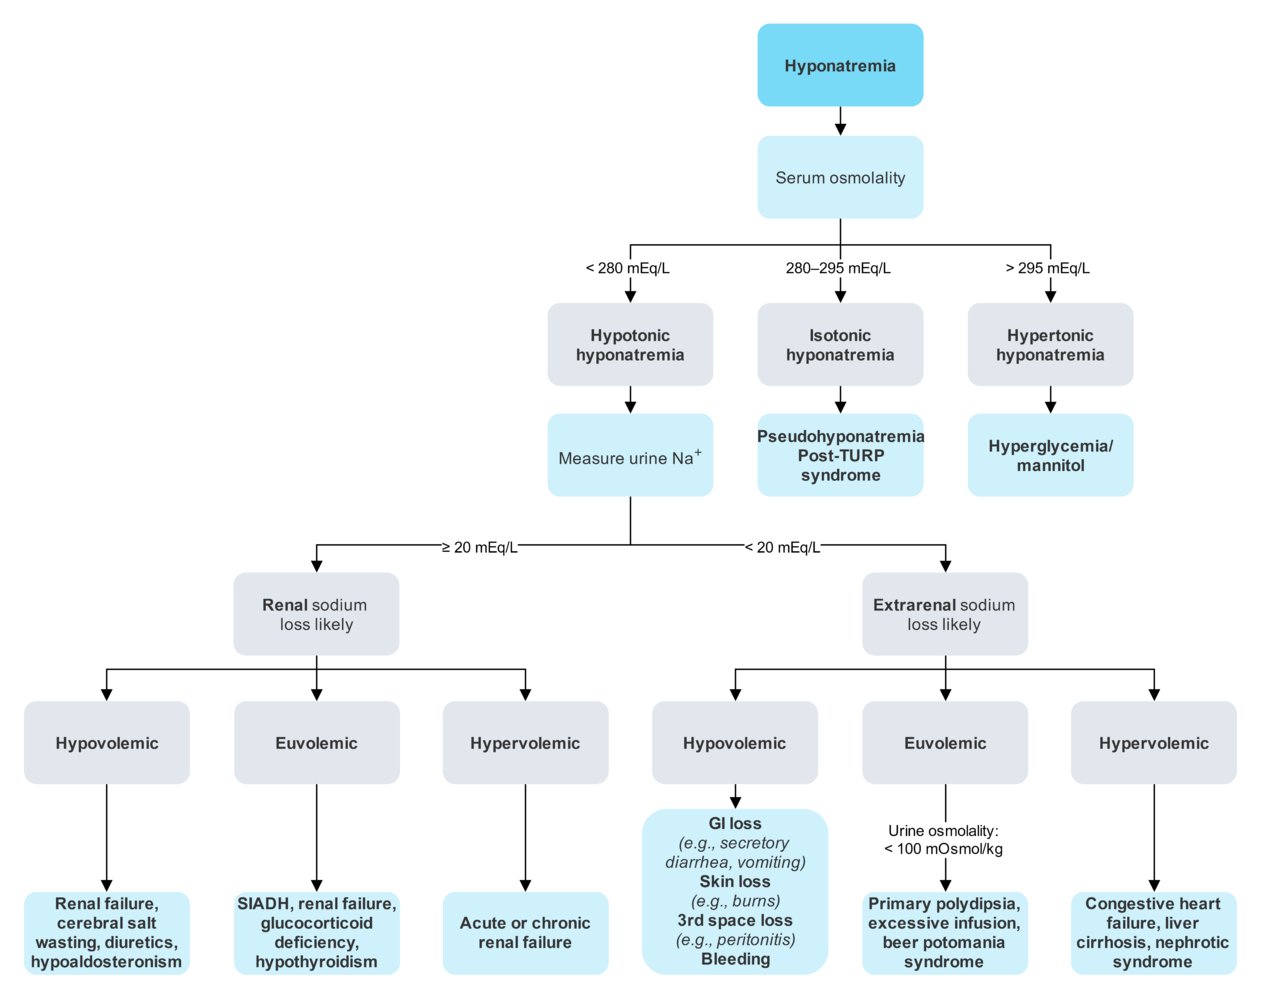 Hyponatremia
Serum osmolality
< 280 mEq/L
280–295 mEq/L
> 295 mEq/L
Hypotonic
hyponatremia
Isotonic
hyponatremia
Hypertonic
hyponatremia
Measure urine Na⁺
Pseudohyponatremia
Post-TURP
syndrome
Hyperglycemia/
mannitol
≥ 20 mEq/L
< 20 mEq/L
Renal sodium
loss likely
Extrarenal sodium
loss likely
Hypovolemic
Euvolemic
Hypervolemic
Hypovolemic
Euvolemic
Hypervolemic
Renal failure,
cerebral salt
wasting, diuretics,
hypoaldosteronism
SIADH, renal failure,
glucocorticoid
deficiency,
hypothyroidism
Acute or chronic
renal failure
GI loss
(e.g., secretory
diarrhea, vomiting)
Skin loss
(e.g., burns)
3rd space loss
(e.g., peritonitis)
Bleeding
Urine osmolality:
< 100 mOsmol/kg
Primary polydipsia,
excessive infusion,
beer potomania
syndrome
Congestive heart
failure, liver
cirrhosis, nephrotic
syndrome